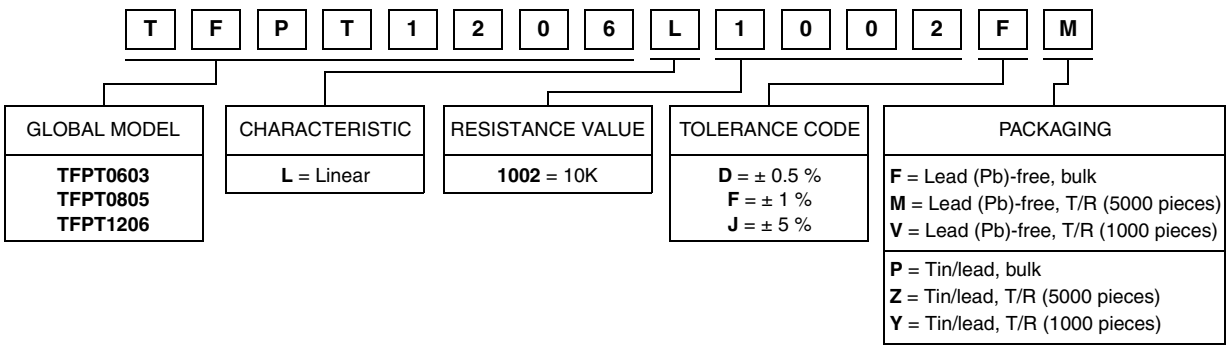 T F P T 1 2 0 6 L 1 0 0 2 F M
GLOBAL MODEL
TFPT0603
TFPT0805
TFPT1206
CHARACTERISTIC
L = Linear
RESISTANCE VALUE
1002 = 10K
TOLERANCE CODE
D = ± 0.5 %
F = ± 1 %
J = ± 5 %
PACKAGING
F = Lead (Pb)-free, bulk
M = Lead (Pb)-free, T/R (5000 pieces)
V = Lead (Pb)-free, T/R (1000 pieces)
P = Tin/lead, bulk
Z = Tin/lead, T/R (5000 pieces)
Y = Tin/lead, T/R (1000 pieces)